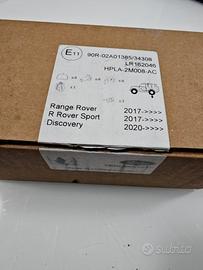 E11
90R-02A01385/34308
LR162046
HPLA-2M008-AC
Range Rover 2017->>>>
R Rover Sport 2017->>>>
Discovery 2020->>>>
subito